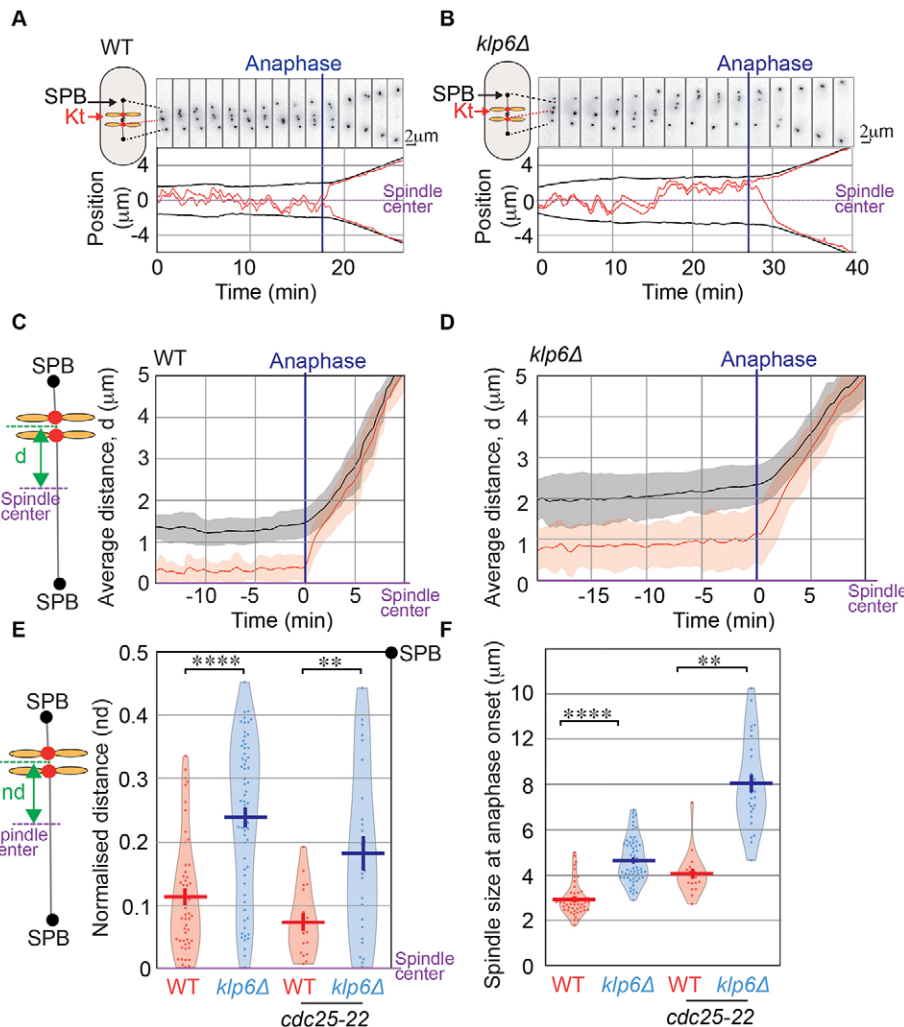 A
WT
Anaphase
SPB
Kt
2μm
4
0
-4
Position
(μm)
Spindle
center
0
10
20
Time (min)
B
klp6Δ
Anaphase
SPB
Kt
2μm
4
0
-4
Position
(μm)
Spindle
center
0
10
20
30
40
Time (min)
C
SPB
d
Spindle
center
SPB
WT
Anaphase
Average distance, d (μm)
5
4
3
2
1
0
-10
-5
0
5
Spindle
center
Time (min)
D
klp6Δ
Anaphase
Average distance, d (μm)
5
4
3
2
1
0
-15
-10
-5
0
5
Spindle
center
Time (min)
E
SPB
nd
pindle
enter
SPB
Normalised distance (nd)
0.5
0.4
0.3
0.2
0.1
0
****
**
SPB
Spindle
center
WT
klp6Δ
WT
klp6Δ
cdc25-22
F
Spindle size at anaphase onset (μm)
10
8
6
4
2
0
****
**
WT
klp6Δ
WT
klp6Δ
cdc25-22